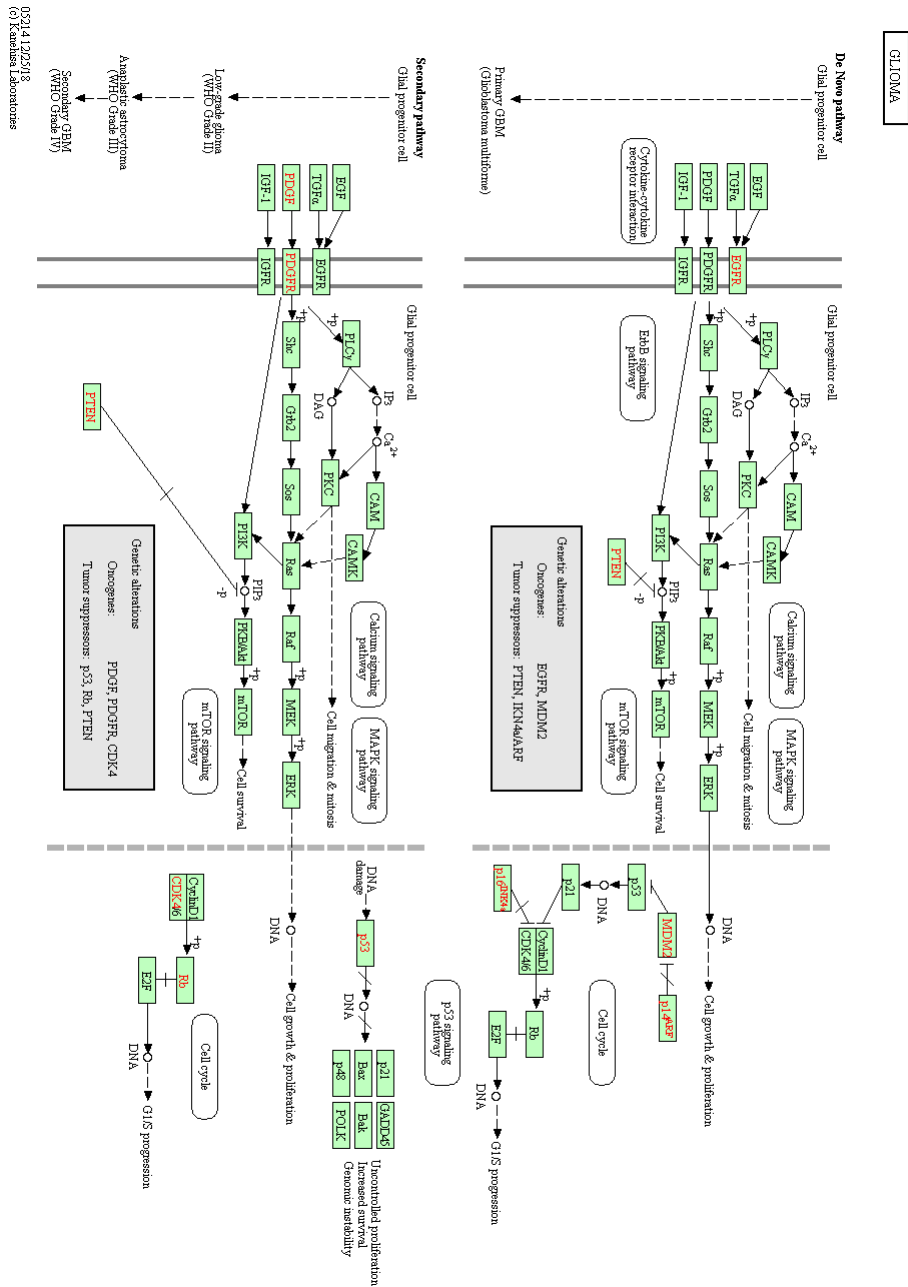 GLIOMA
De Novo pathway
Glial progenitor cell
Primary GBM
(Glioblastoma multiforme)
Cytokine-cytokine
receptor interaction
EGF
TGFα
PDGF
IGF-1
EGFR
PDGFR
IGFR
Glial progenitor cell
ErbB signaling
pathway
+p
+p
PLCγ
Shc
IP3
DAG
Ca2+
Grb2
PKC
Sos
CAM
CAMK
Ras
PI3K
PTEN
PIP3
-p
Raf
PKB/Akt
+p
+p
MEK
mTOR
+p
ERK
Calcium signaling
pathway
MAPK signaling
pathway
mTOR signaling
pathway
Cell migration & mitosis
Cell survival
Genetic alterations
Oncogenes: EGFR, MDM2
Tumor suppressors: PTEN, IKN4a/ARF
DNA
Cell growth & proliferation
p14ARF
MDM2
p53
DNA
p21
p16INK4a
CyclinD1
CDK4/6
+p
Rb
E2F
DNA
G1/S progression
Cell cycle
p53 signaling
pathway
Secondary pathway
Glial progenitor cell
Low-grade glioma
(WHO Grade II)
Anaplastic astrocytoma
(WHO Grade III)
Secondary GBM
(WHO Grade IV)
EGF
TGFα
PDGF
IGF-1
EGFR
PDGFR
IGFR
Glial progenitor cell
+p
+p
PLCγ
Shc
IP3
DAG
Ca2+
Grb2
PKC
Sos
CAM
CAMK
Ras
PI3K
PTEN
PIP3
-p
Raf
PKB/Akt
+p
+p
MEK
mTOR
+p
ERK
Calcium signaling
pathway
MAPK signaling
pathway
mTOR signaling
pathway
Cell migration & mitosis
Cell survival
Genetic alterations
Oncogenes: PDGF, PDGFR, CDK4
Tumor suppressors: p53, Rb, PTEN
DNA
damage
p53
DNA
p21
GADD45
Bax
Bak
p48
POLK
Uncontrolled proliferation
Increased survival
Genomic instability
DNA
Cell growth & proliferation
CyclinD1
CDK4/6
+p
Rb
E2F
DNA
G1/S progression
Cell cycle
05214 12/25/18
(c) Kanehisa Laboratories